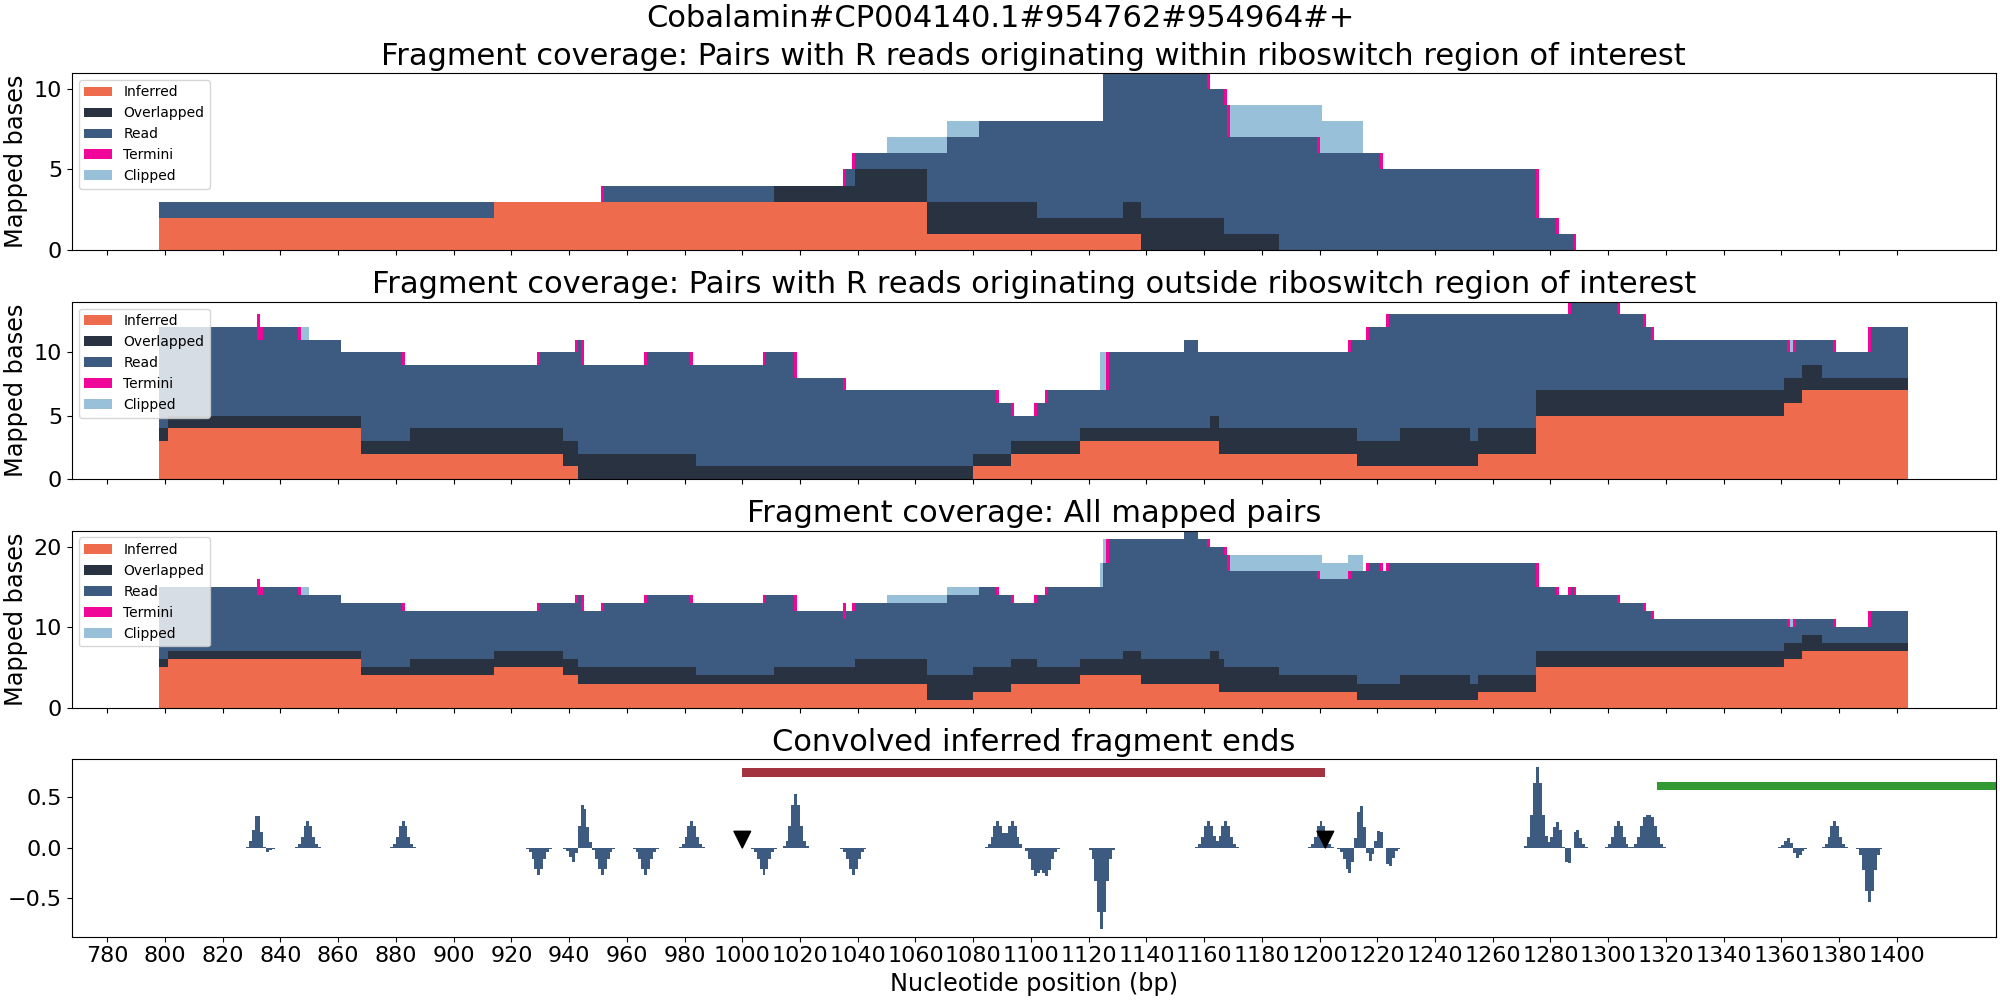 Cobalamin#CP004140.1#954762#954964#+
Fragment coverage: Pairs with R reads originating within riboswitch region of interest
Mapped bases
10
5
0
Inferred
Overlapped
Read
Termini
Clipped
Fragment coverage: Pairs with R reads originating outside riboswitch region of interest
Mapped bases
10
5
0
Inferred
Overlapped
Read
Termini
Clipped
Fragment coverage: All mapped pairs
Mapped bases
20
10
0
Inferred
Overlapped
Read
Termini
Clipped
Convolved inferred fragment ends
0.5
0.0
−0.5
780 800 820 840 860 880 900 920 940 960 980 1000 1020 1040 1060 1080 1100 1120 1140 1160 1180 1200 1220 1240 1260 1280 1300 1320 1340 1360 1380 1400
Nucleotide position (bp)